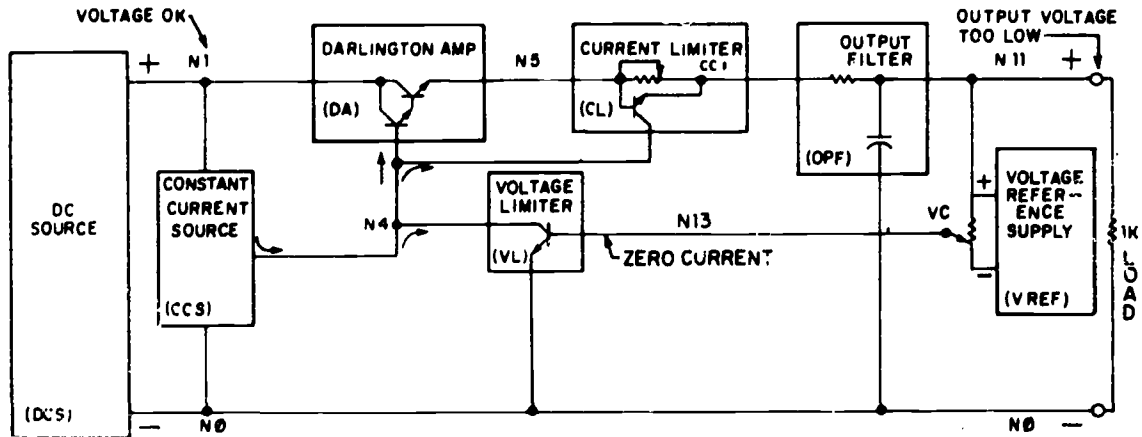 VOLTAGE OK
N1
+
DARLINGTON AMP
(DA)
N5
CURRENT LIMITER
CC1
(CL)
OUTPUT
FILTER
(OPF)
OUTPUT VOLTAGE
TOO LOW
N11
+
DC
SOURCE
(DCS)
CONSTANT
CURRENT
SOURCE
(CCS)
N4
VOLTAGE
LIMITER
(VL)
N13
ZERO CURRENT
VC
+
-
VOLTAGE
REFER-
ENCE
SUPPLY
(VREF)
1K
LOAD
-
NØ
NØ
-